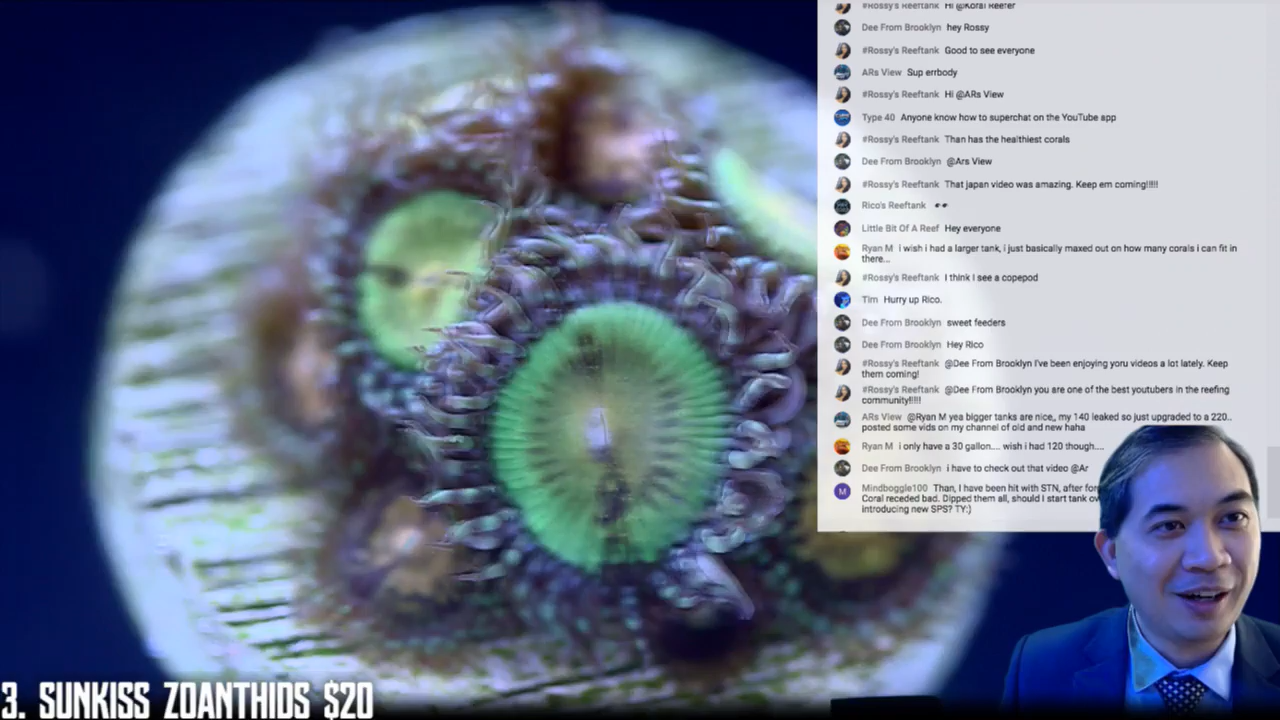 #Rossy's Reeftank Hi @Koral Reefer
Dee From Brooklyn hey Rossy
#Rossy's Reeftank Good to see everyone
ARs View Sup errbody
#Rossy's Reeftank Hi @ARs View
Type 40 Anyone know how to superchat on the YouTube app
#Rossy's Reeftank Than has the healthiest corals
Dee From Brooklyn @Ars View
#Rossy's Reeftank That japan video was amazing. Keep em coming!!!!!
Rico's Reeftank 👀
Little Bit Of A Reef Hey everyone
Ryan M i wish i had a larger tank, i just basically maxed out on how many corals i can fit in
there...
#Rossy's Reeftank I think I see a copepod
Tim Hurry up Rico.
Dee From Brooklyn sweet feeders
Dee From Brooklyn Hey Rico
#Rossy's Reeftank @Dee From Brooklyn I've been enjoying yoru videos a lot lately. Keep
them coming!
#Rossy's Reeftank @Dee From Brooklyn you are one of the best youtubers in the reefing
community!!!!!
ARs View @Ryan M yea bigger tanks are nice,, my 140 leaked so just upgraded to a 220..
posted some vids on my channel of old and new haha
Ryan M i only have a 30 gallon.... wish i had 120 though....
Dee From Brooklyn i have to check out that video @Ar
M Mindboggle100 Than, I have been hit with STN, after
Coral receded bad. Dipped them all, should I start tank
introducing new SPS? TY:)
3. SUNKISS ZOANTHIDS $20